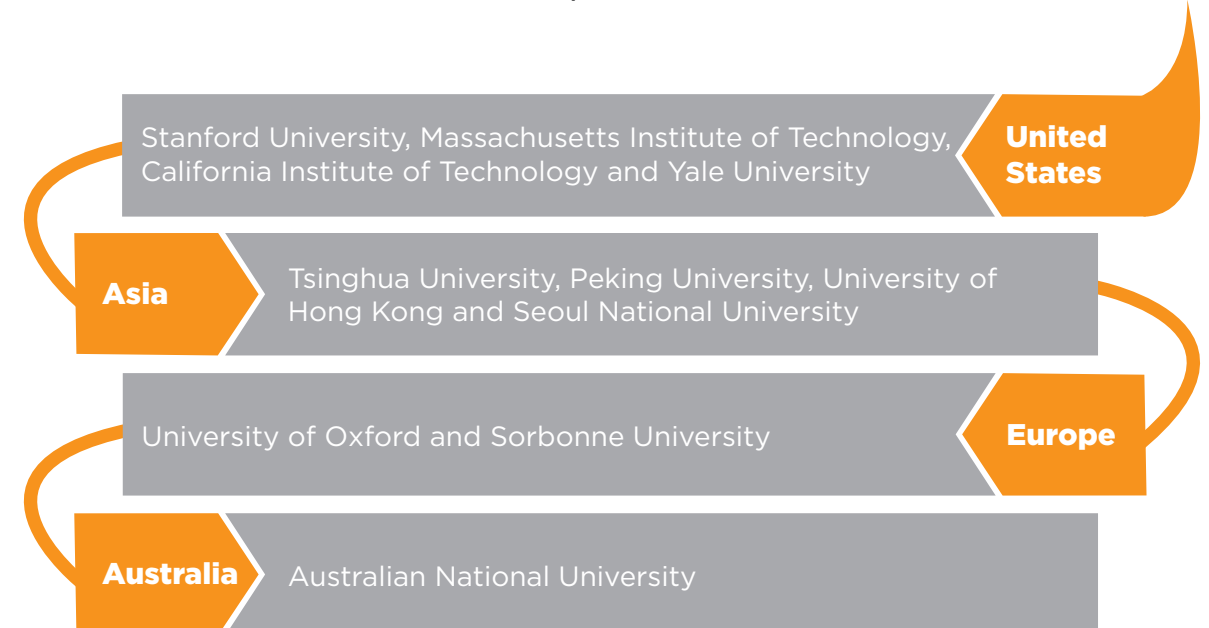 Stanford University, Massachusetts Institute of Technology,
California Institute of Technology and Yale University
United
States
Asia
Tsinghua University, Peking University, University of
Hong Kong and Seoul National University
University of Oxford and Sorbonne University
Europe
Australia
Australian National University